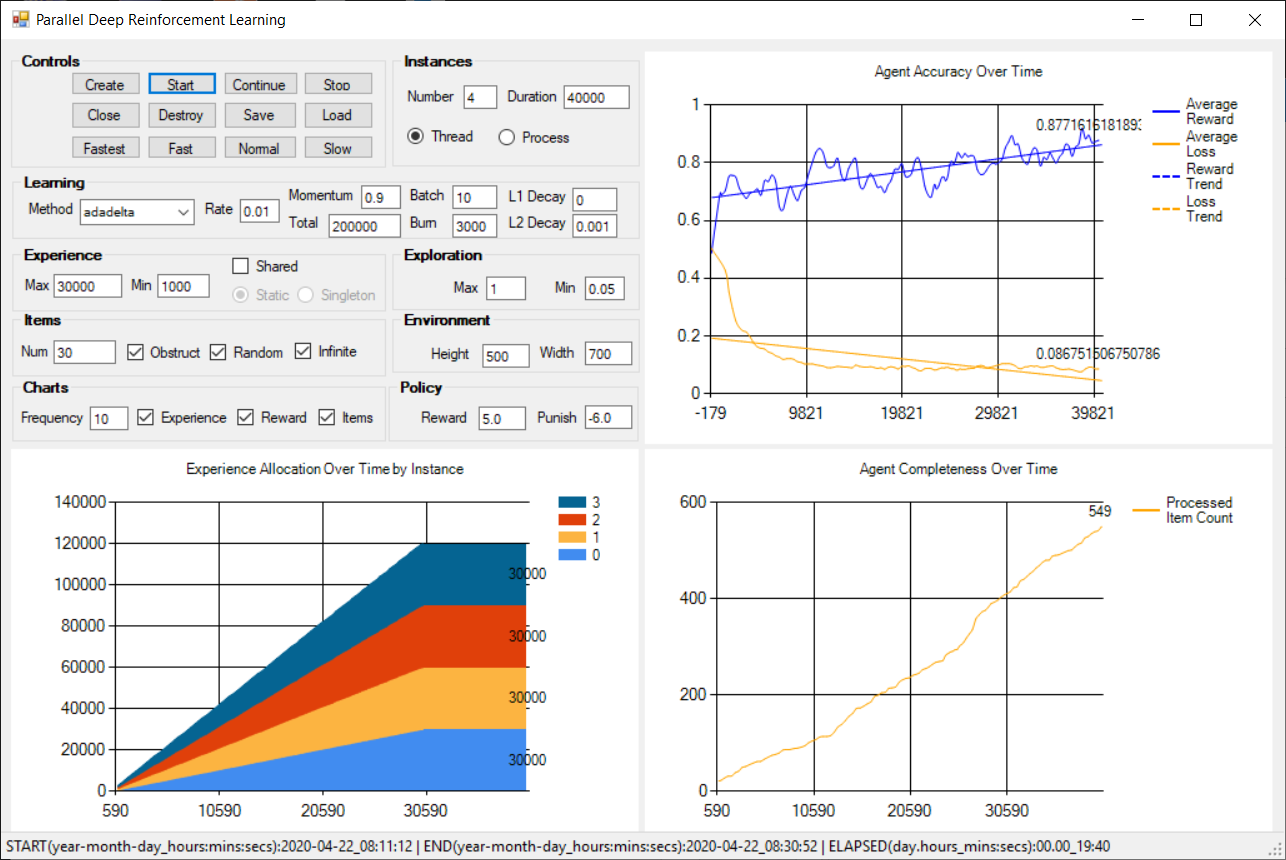 Parallel Deep Reinforcement Learning
Controls
Create Start Continue Stop
Close Destroy Save Load
Fastest Fast Normal Slow
Instances
Number 4 Duration 40000
Thread Process
Learning
Method adadelta Rate 0.01 Momentum 0.9 Batch 10 L1 Decay 0
Total 200000 Burn 3000 L2 Decay 0.001
Experience
Max 30000 Min 1000 Shared
Static Singleton
Exploration
Max 1 Min 0.05
Items
Num 30 Obstruct Random Infinite
Environment
Height 500 Width 700
Charts
Frequency 10 Experience Reward Items
Policy
Reward 5.0 Punish -6.0
Agent Accuracy Over Time
1
0.8
0.6
0.4
0.2
0
-179 9821 19821 29821 39821
0.8771616181893
0.086751506750786
Average
Reward
Average
Loss
Reward
Trend
Loss
Trend
Experience Allocation Over Time by Instance
140000
120000
100000
80000
60000
40000
20000
0
590 10590 20590 30590
30000
30000
30000
30000
3
2
1
0
Agent Completeness Over Time
600
400
200
0
590 10590 20590 30590
549
Processed
Item Count
START(year-month-day_hours:mins:secs):2020-04-22_08:11:12 | END(year-month-day_hours:mins:secs):2020-04-22_08:30:52 | ELAPSED(day.hours_mins:secs):00.00_19:40